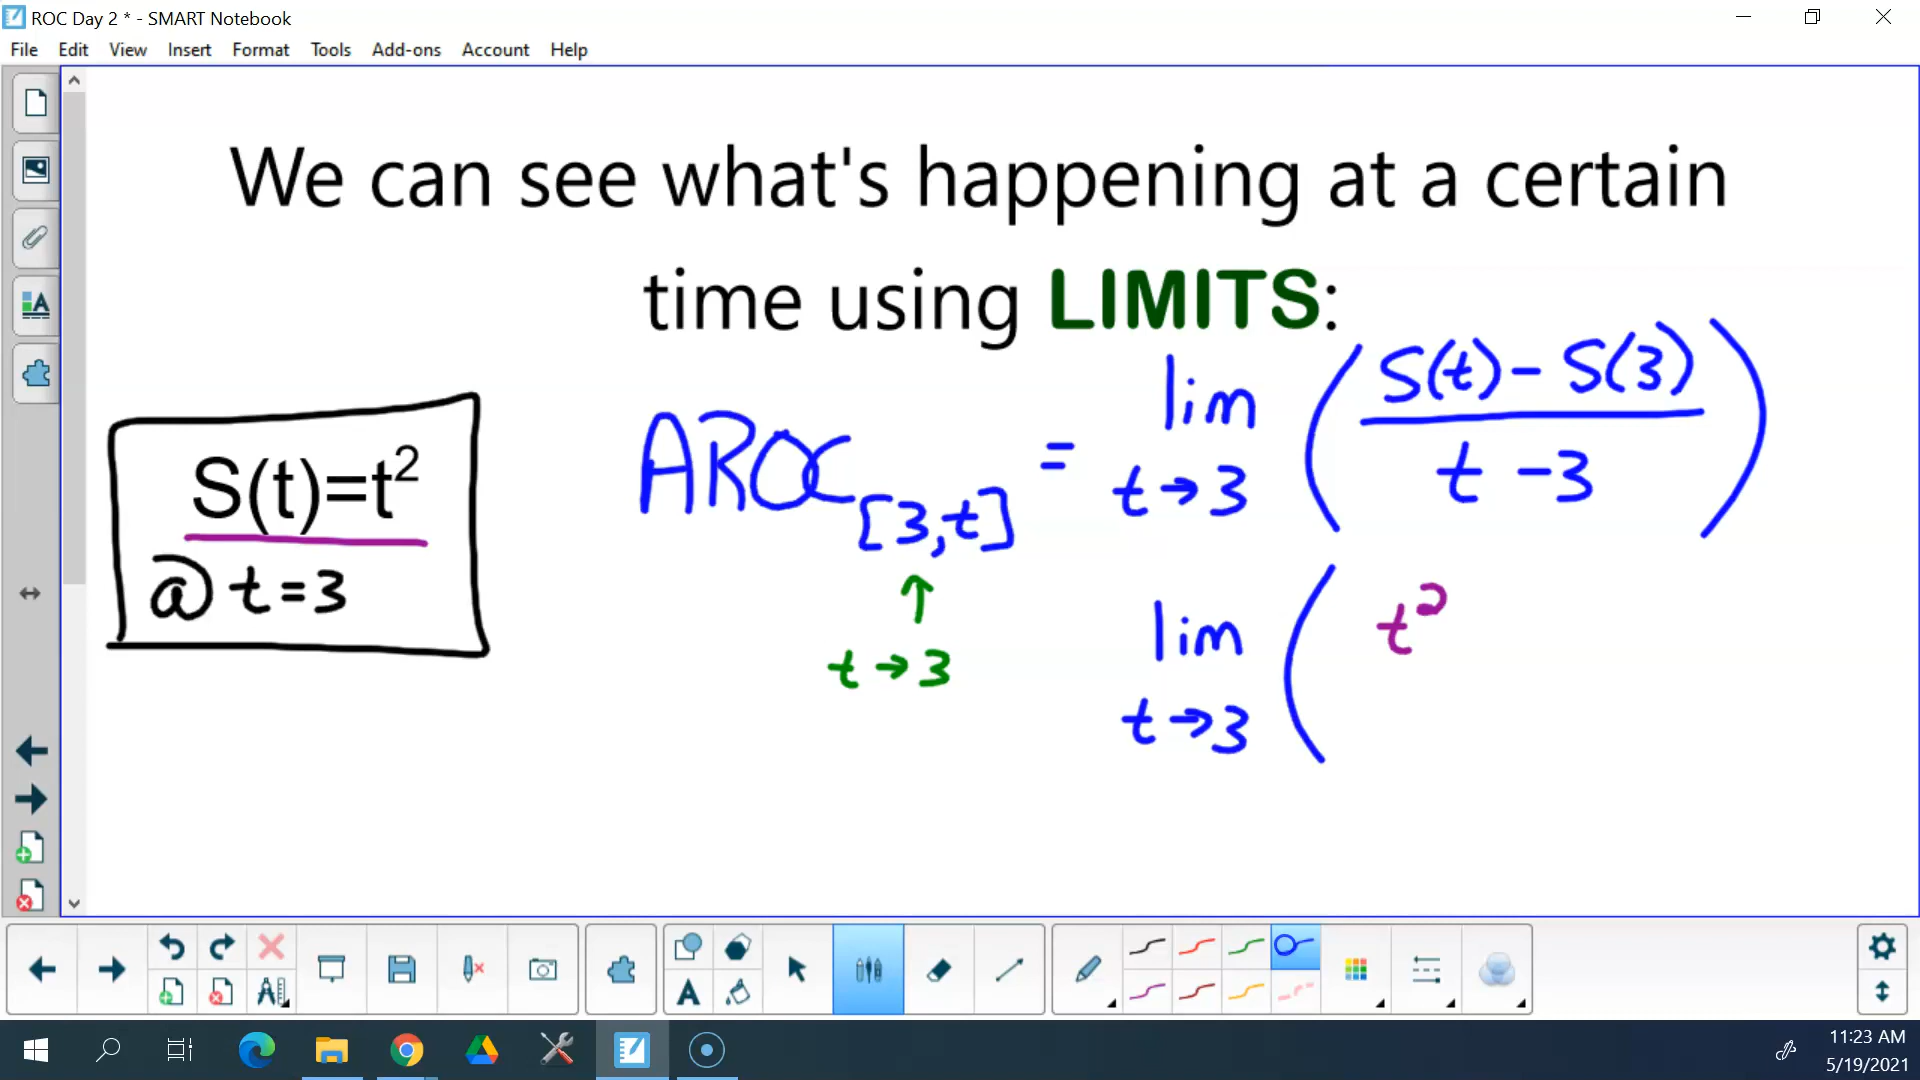 ROC Day 2 * - SMART Notebook
File Edit View Insert Format Tools Add-ons Account Help
We can see what's happening at a certain
time using LIMITS:
S(t)=t²
@ t=3
AROC[3,t] = lim t→3 ( S(t) - S(3) / t - 3 )
↑
t→3
lim t→3 ( t²
11:23 AM
5/19/2021